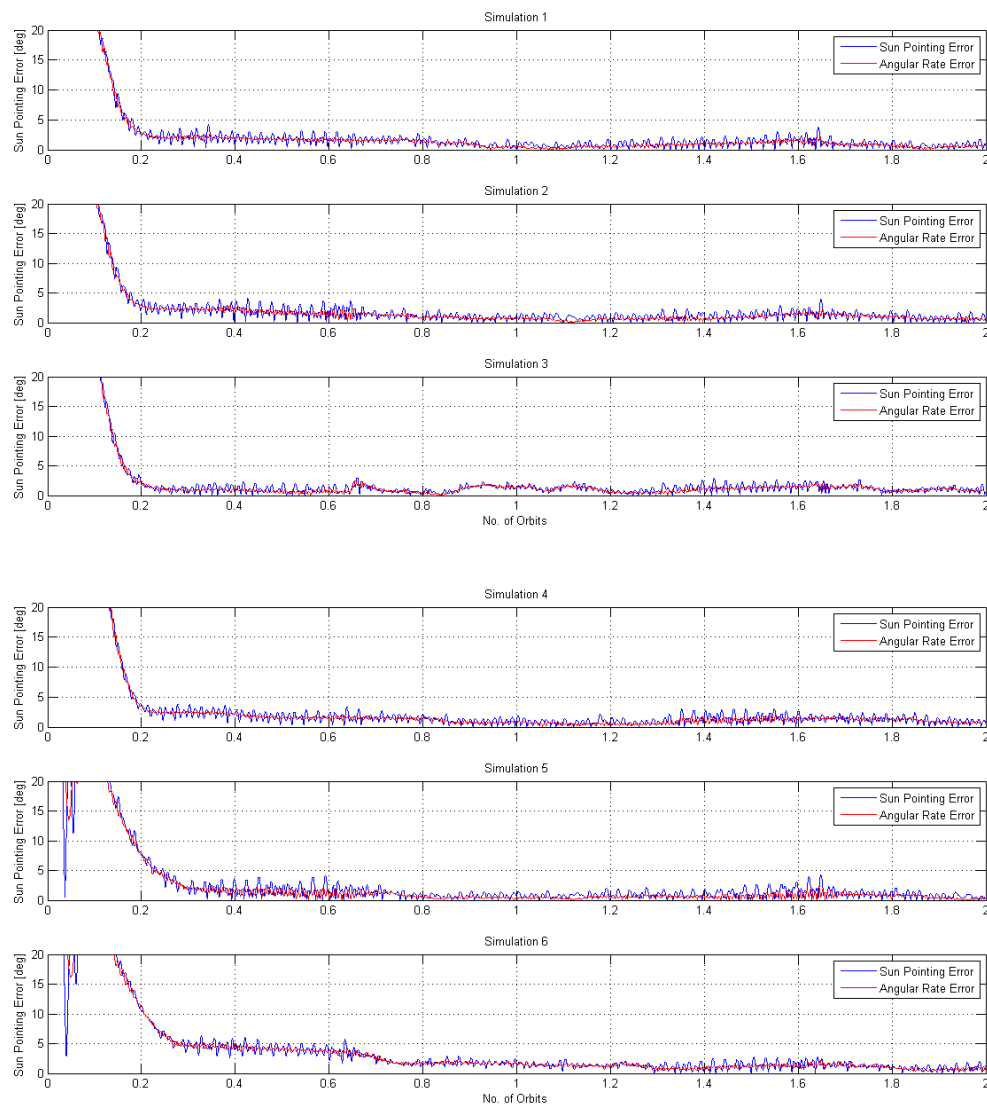 Simulation 1
Sun Pointing Error [deg]
20
15
10
5
0
Sun Pointing Error
Angular Rate Error
0 0.2 0.4 0.6 0.8 1 1.2 1.4 1.6 1.8 2
Simulation 2
Sun Pointing Error [deg]
20
15
10
5
0
Sun Pointing Error
Angular Rate Error
0 0.2 0.4 0.6 0.8 1 1.2 1.4 1.6 1.8 2
Simulation 3
Sun Pointing Error [deg]
20
15
10
5
0
Sun Pointing Error
Angular Rate Error
0 0.2 0.4 0.6 0.8 1 1.2 1.4 1.6 1.8 2
No. of Orbits
Simulation 4
Sun Pointing Error [deg]
20
15
10
5
0
Sun Pointing Error
Angular Rate Error
0 0.2 0.4 0.6 0.8 1 1.2 1.4 1.6 1.8 2
Simulation 5
Sun Pointing Error [deg]
20
15
10
5
0
Sun Pointing Error
Angular Rate Error
0 0.2 0.4 0.6 0.8 1 1.2 1.4 1.6 1.8 2
Simulation 6
Sun Pointing Error [deg]
20
15
10
5
0
Sun Pointing Error
Angular Rate Error
0 0.2 0.4 0.6 0.8 1 1.2 1.4 1.6 1.8 2
No. of Orbits